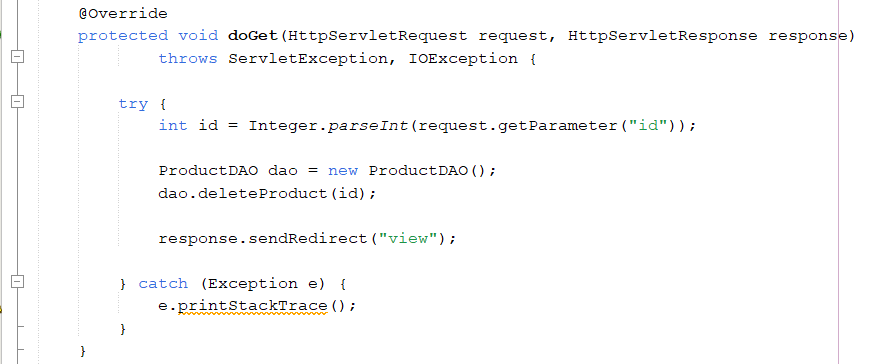 @Override
protected void doGet(HttpServletRequest request, HttpServletResponse response)
throws ServletException, IOException {
try {
int id = Integer.parseInt(request.getParameter("id"));
ProductDAO dao = new ProductDAO();
dao.deleteProduct(id);
response.sendRedirect("view");
} catch (Exception e) {
e.printStackTrace();
}
}